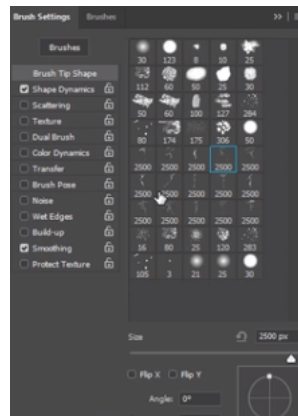 Brush Settings Brushes
Brushes
Brush Tip Shape
Shape Dynamics
Scattering
Texture
Dual Brush
Color Dynamics
Transfer
Brush Pose
Noise
Wet Edges
Build-up
Smoothing
Protect Texture
30 123 8 10 25
112 60 50 25 30
50 60 100 127 284
80 174 175 306 50
2500 2500 2500 2500 2500
2500 2500 2500 2500 2500
2500 2500 2500 2500 2500
16 80 25 120 283
105 3 21 25 30
Size 2500 px
Flip X Flip Y
Angle: 0°